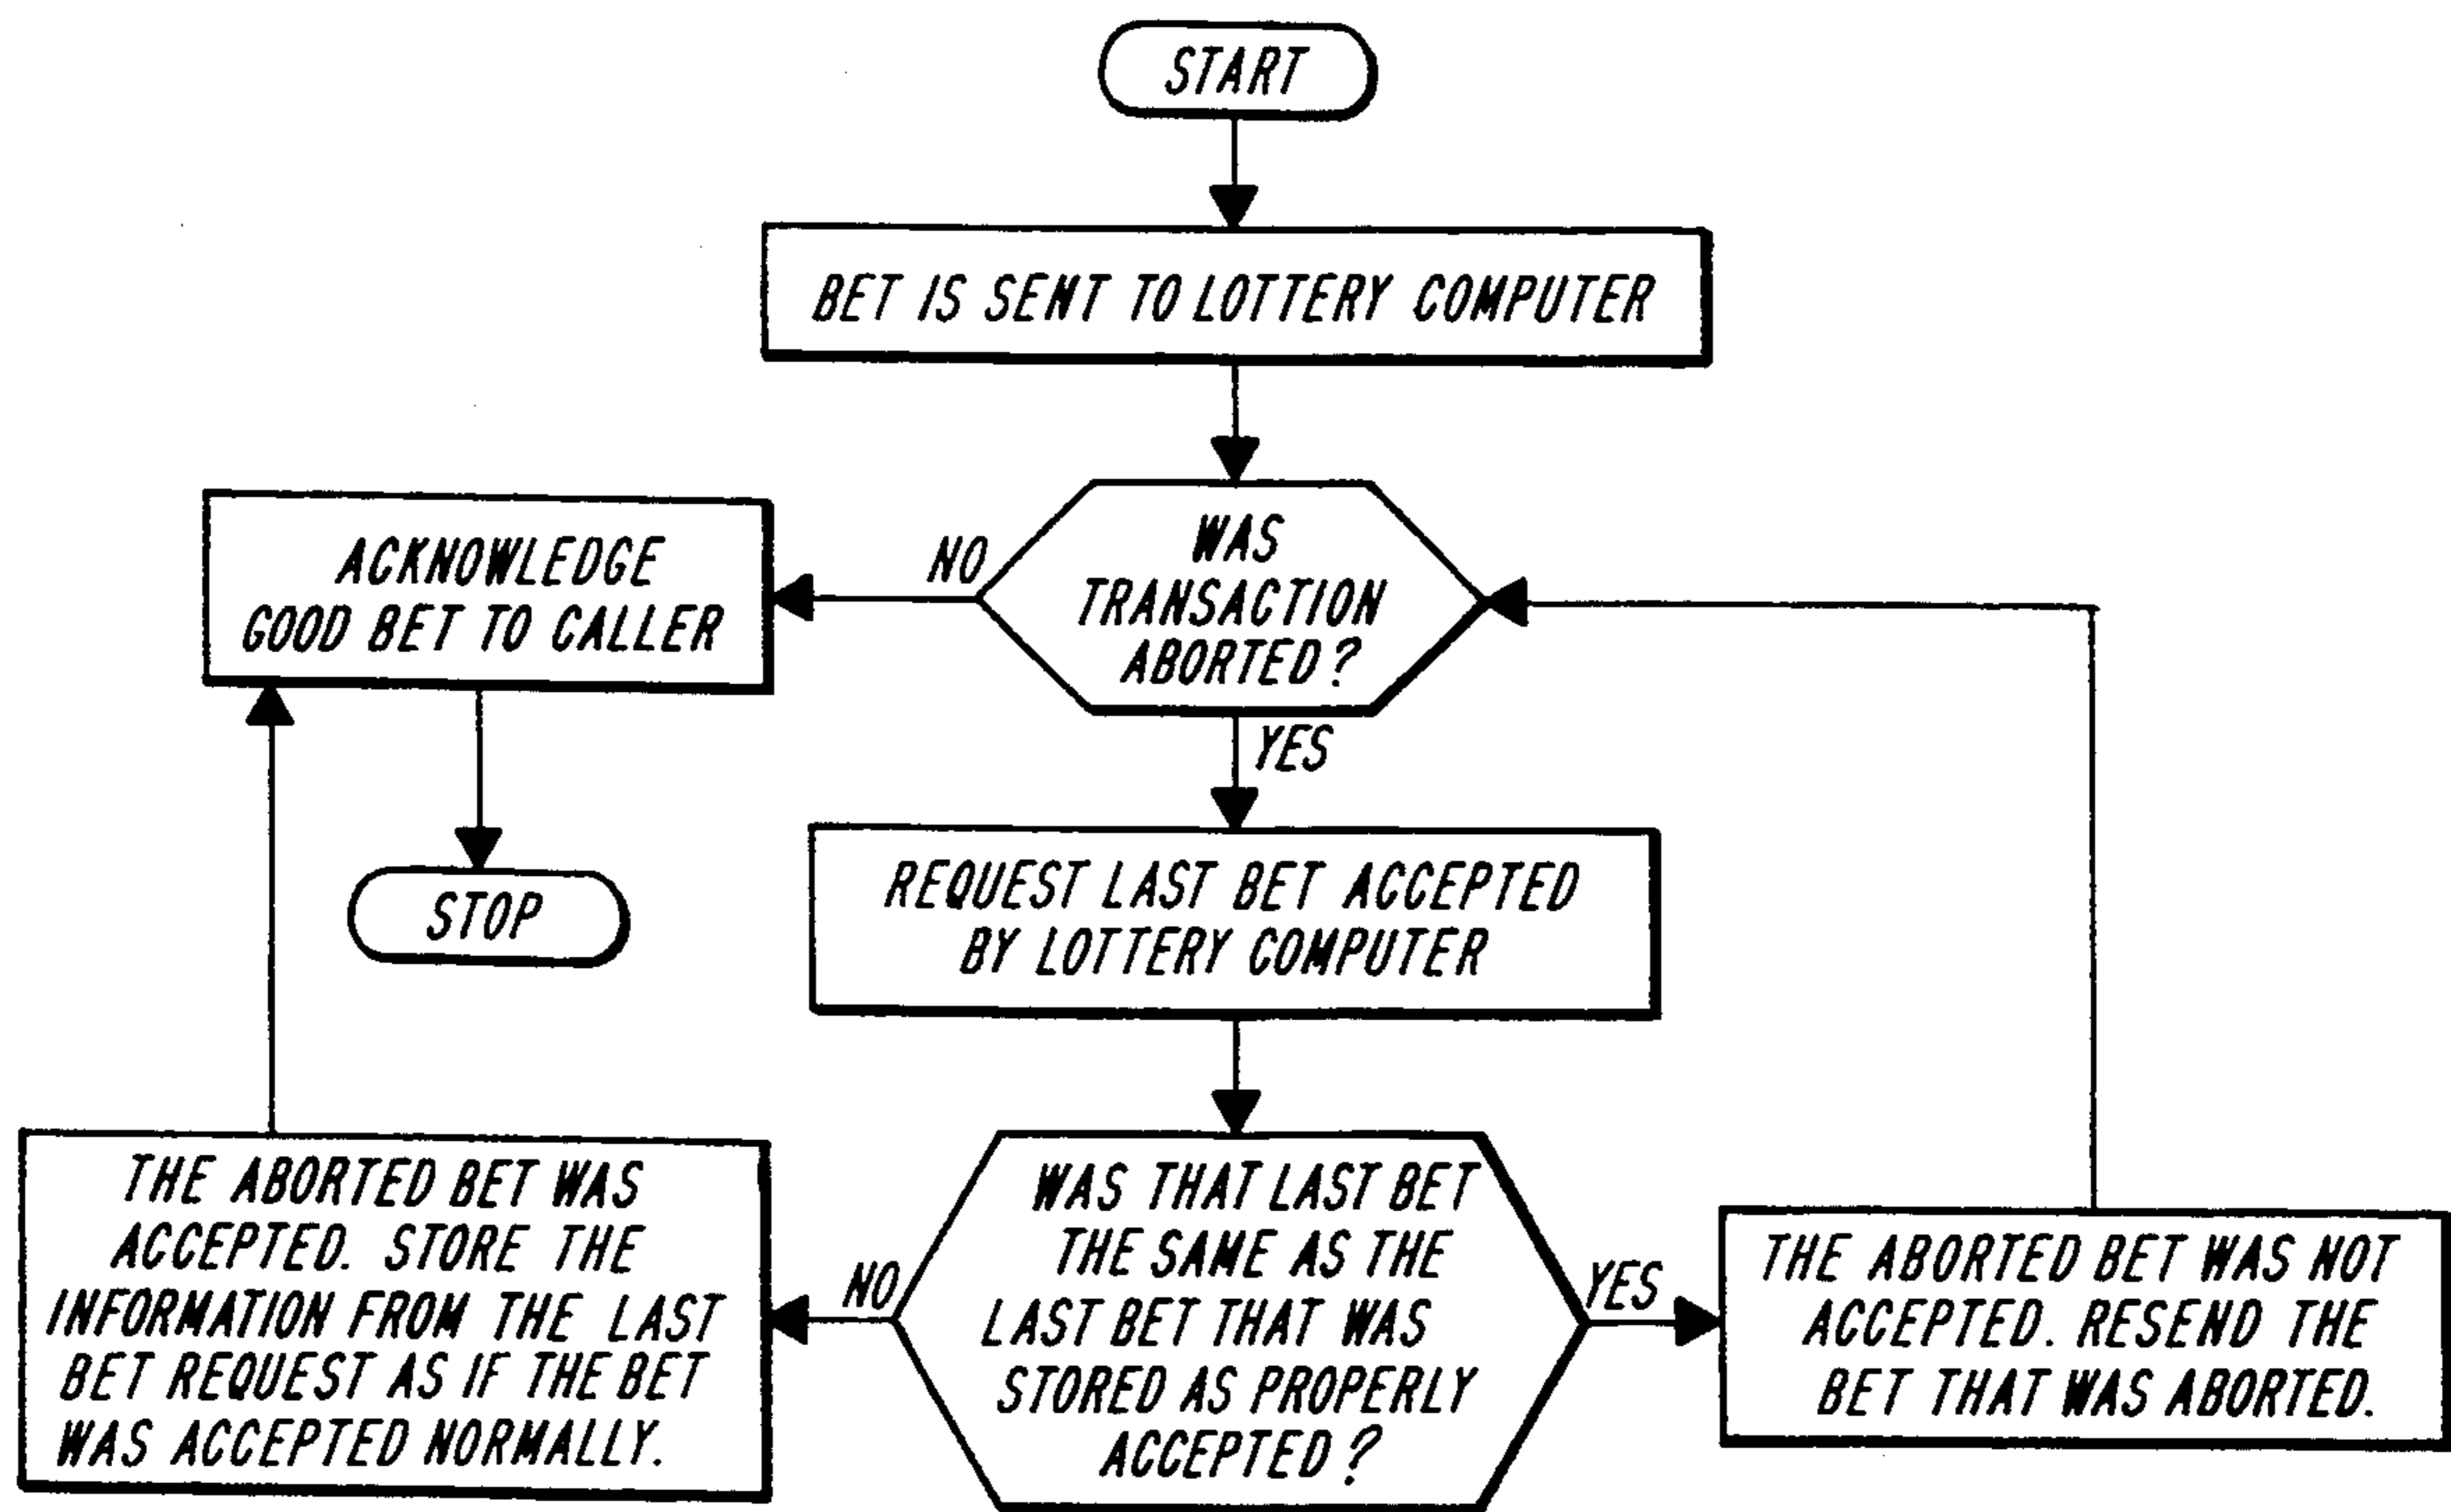 START
BET IS SENT TO LOTTERY COMPUTER
WAS
TRANSACTION
ABORTED?
NO
ACKNOWLEDGE
GOOD BET TO CALLER
STOP
YES
REQUEST LAST BET ACCEPTED
BY LOTTERY COMPUTER
WAS THAT LAST BET
THE SAME AS THE
LAST BET THAT WAS
STORED AS PROPERLY
ACCEPTED?
NO
THE ABORTED BET WAS
ACCEPTED. STORE THE
INFORMATION FROM THE LAST
BET REQUEST AS IF THE BET
WAS ACCEPTED NORMALLY.
YES
THE ABORTED BET WAS NOT
ACCEPTED. RESEND THE
BET THAT WAS ABORTED.